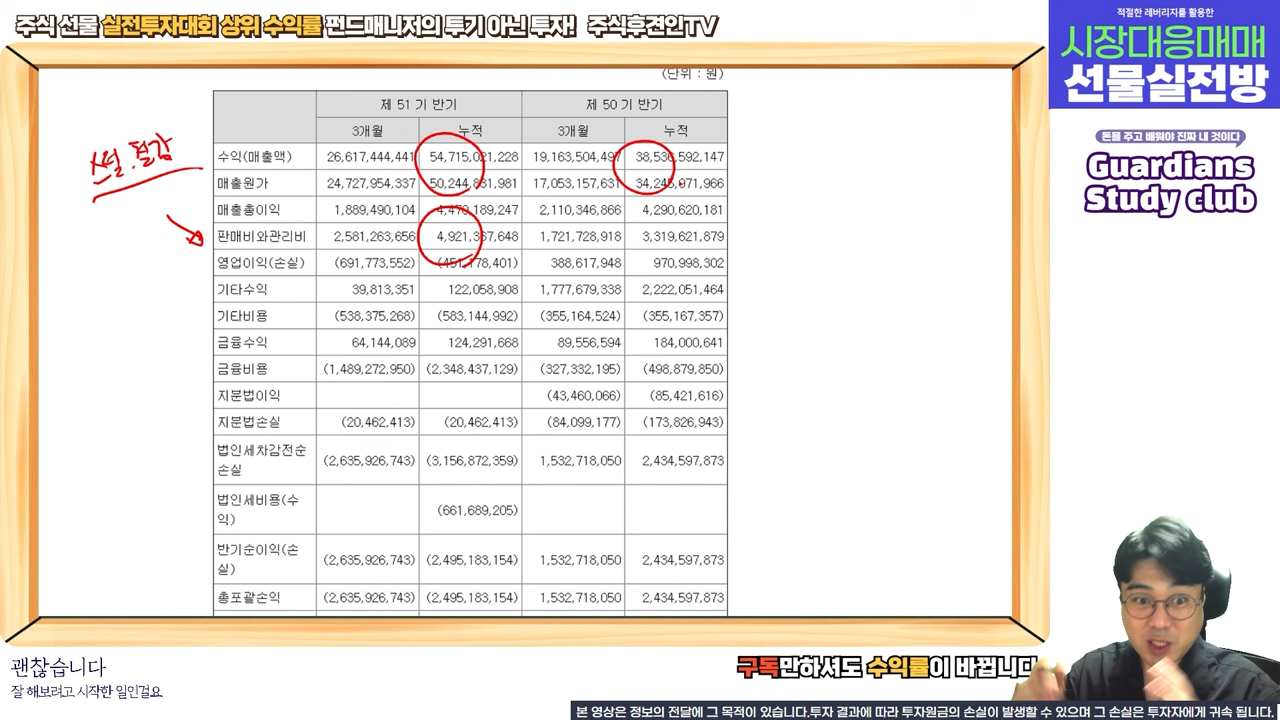 주식 선물 실전투자대회 상위 수익률 펀드매니저의 투기 아닌 투자! 주식후견인TV
적절한 레버리지를 활용한
시장대응매매
선물실전방
돈을 주고 배워야 진짜 내 것이다
Guardians
Study club
(단위 : 원)
제 51 기 반기 제 50 기 반기
3개월 누적 3개월 누적
수익(매출액) 26,617,444,441 54,715,021,228 19,163,504,497 38,536,592,147
매출원가 24,727,954,337 50,244,831,981 17,053,157,631 34,245,971,966
매출총이익 1,889,490,104 4,470,189,247 2,110,346,866 4,290,620,181
판매비와관리비 2,581,263,656 4,921,367,648 1,721,728,918 3,319,621,879
영업이익(손실) (691,773,552) (451,178,401) 388,617,948 970,998,302
기타수익 39,813,351 122,058,908 1,777,679,338 2,222,051,464
기타비용 (538,375,268) (583,144,992) (355,164,524) (355,167,357)
금융수익 64,144,089 124,291,668 89,556,594 184,000,641
금융비용 (1,489,272,950) (2,348,437,129) (327,332,195) (498,879,850)
지분법이익 (43,460,066) (85,421,616)
지분법손실 (20,462,413) (20,462,413) (84,099,177) (173,826,943)
법인세차감전순
손실 (2,635,926,743) (3,156,872,359) 1,532,718,050 2,434,597,873
법인세비용(수
익) (661,689,205)
반기순이익(손
실) (2,635,926,743) (2,495,183,154) 1,532,718,050 2,434,597,873
총포괄손익 (2,635,926,743) (2,495,183,154) 1,532,718,050 2,434,597,873
괜찮습니다
잘 해보려고 시작한 일인걸요
구독만하셔도 수익률이 바뀝니다
본 영상은 정보의 전달에 그 목적이 있습니다.투자 결과에 따라 투자원금의 손실이 발생할 수 있으며 그 손실은 투자자에게 귀속 됩니다.